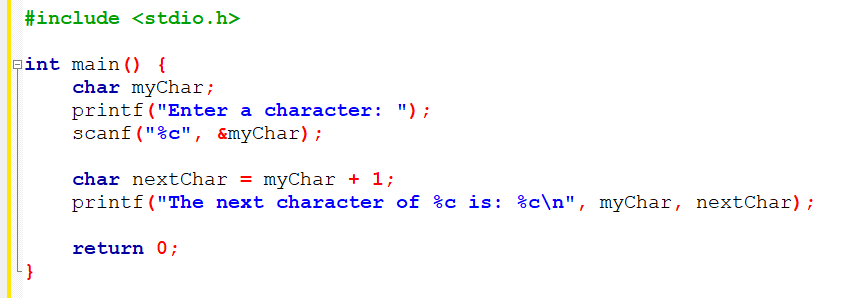 #include <stdio.h>
int main() {
char myChar;
printf("Enter a character: ");
scanf("%c", &myChar);
char nextChar = myChar + 1;
printf("The next character of %c is: %c\n", myChar, nextChar);
return 0;
}